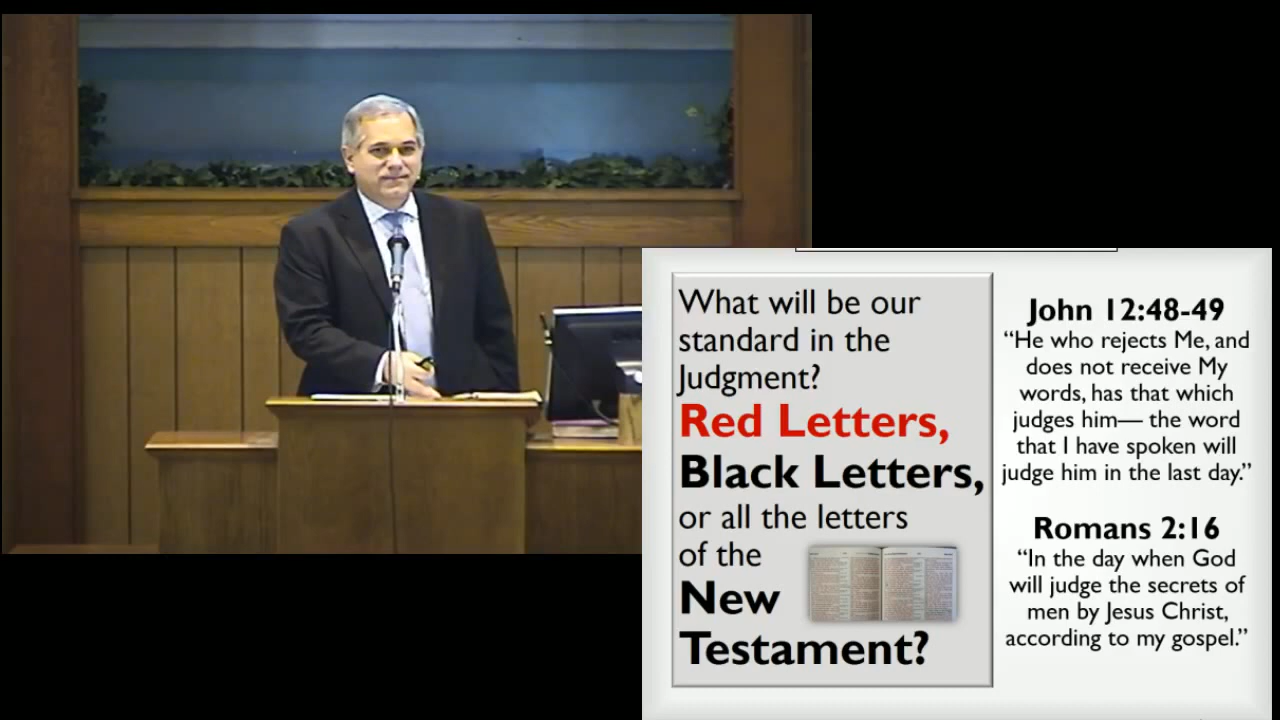 What will be our
standard in the
Judgment?
Red Letters,
Black Letters,
or all the letters
of the
New
Testament?
John 12:48-49
“He who rejects Me, and
does not receive My
words, has that which
judges him— the word
that I have spoken will
judge him in the last day.”
Romans 2:16
“In the day when God
will judge the secrets of
men by Jesus Christ,
according to my gospel.”